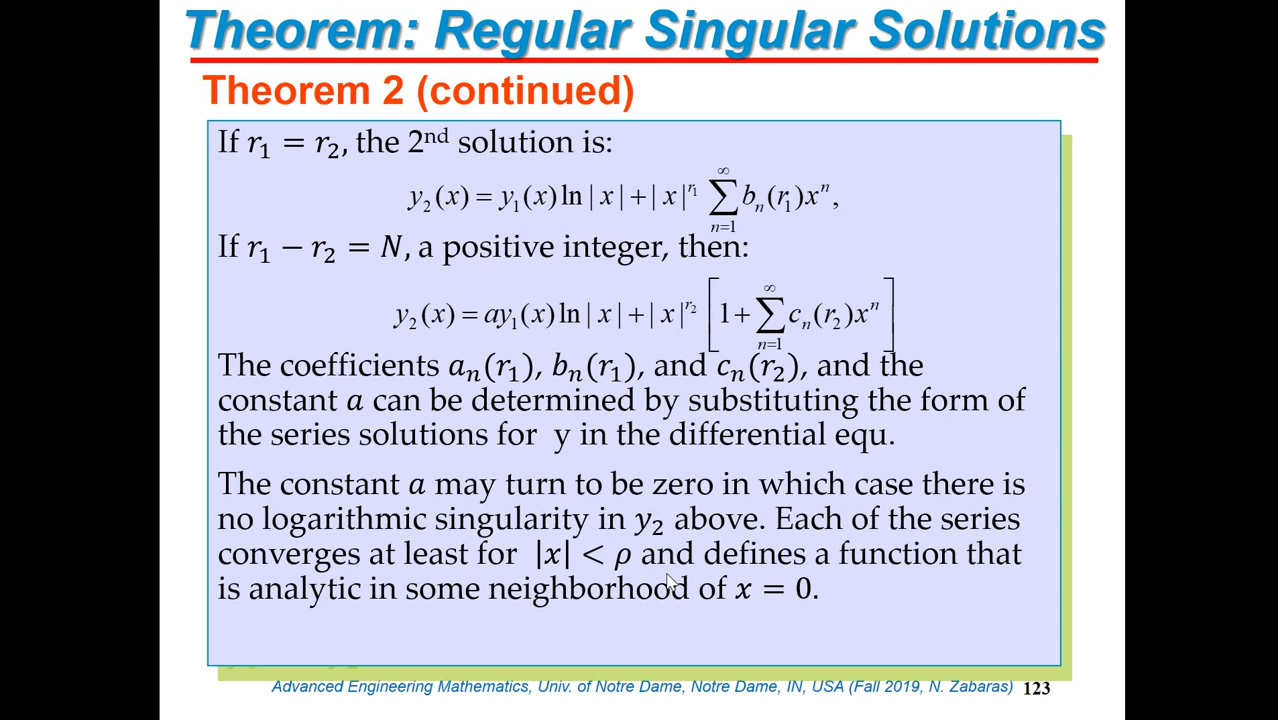 Theorem: Regular Singular Solutions
Theorem 2 (continued)
If r₁ = r₂, the 2ⁿᵈ solution is:
y₂(x) = y₁(x) ln | x | + | x |^{r₁} ∑_{n=1}^{∞} bₙ(r₁)xⁿ,
If r₁ − r₂ = N, a positive integer, then:
y₂(x) = ay₁(x) ln | x | + | x |^{r₂} [1 + ∑_{n=1}^{∞} cₙ(r₂)xⁿ]
The coefficients aₙ(r₁), bₙ(r₁), and cₙ(r₂), and the
constant a can be determined by substituting the form of
the series solutions for y in the differential equ.
The constant a may turn to be zero in which case there is
no logarithmic singularity in y₂ above. Each of the series
converges at least for |x| < ρ and defines a function that
is analytic in some neighborhood of x = 0.
Advanced Engineering Mathematics, Univ. of Notre Dame, Notre Dame, IN, USA (Fall 2019, N. Zabaras) 123